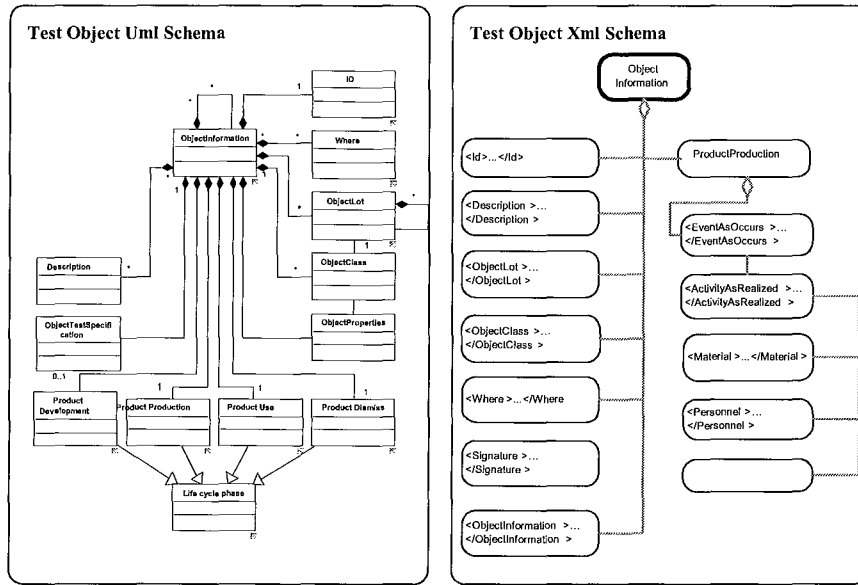 Test Object Uml Schema
*
*
1
ID
ObjectInformation
*
*
Where
*
1
1
*
*
ObjectLot
*
1
Description
*
*
ObjectClass
ObjectTestSpecifi
cation
ObjectProperties
0..1
1
1
1
Product
Development
Product Production
Product Use
Product Dismiss
Life cycle phase
Test Object Xml Schema
Object
Information
<Id>...</Id>
ProductProduction
<Description >...
</Description >
<EventAsOccurs >...
</EventAsOccurs >
<ObjectLot >...
</ObjectLot >
<ActivityAsRealized >...
</ActivityAsRealized >
<ObjectClass >...
</ObjectClass >
<Material >...</Material >
<Where >...</Where
<Personnel >...
</Personnel >
<Signature >...
</Signature >
<ObjectInformation >...
</ObjectInformation >